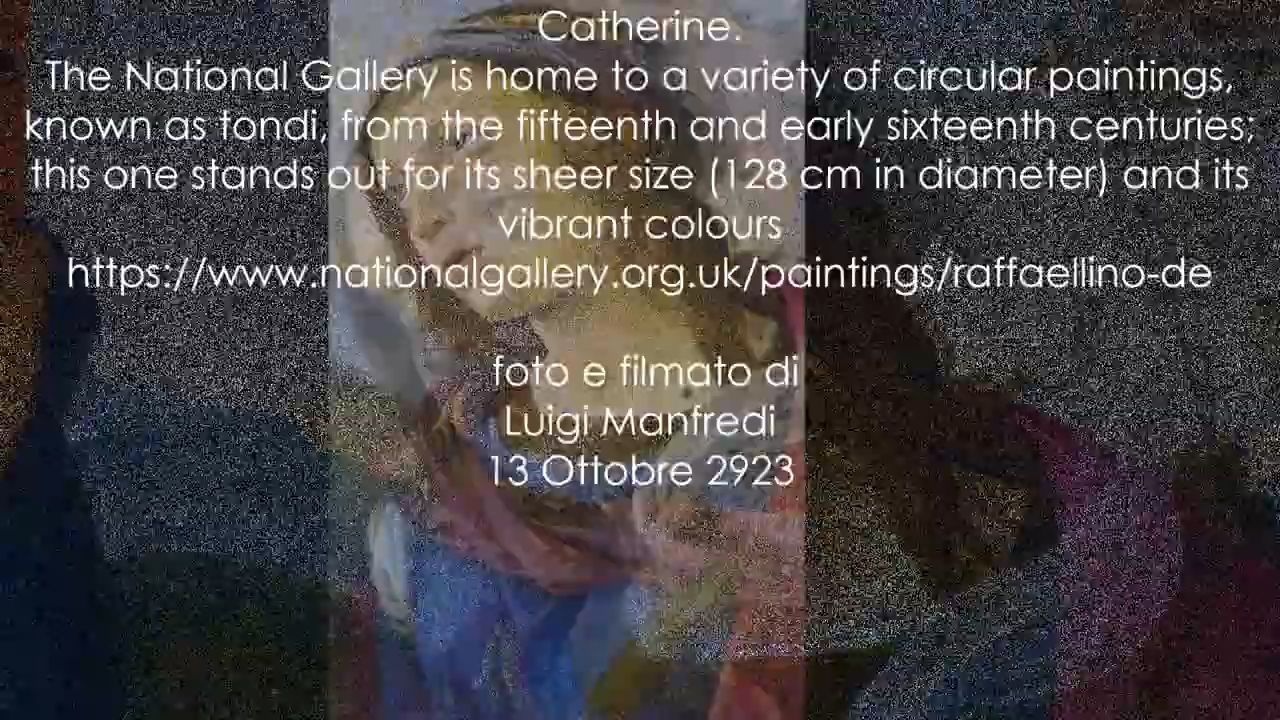 Catherine.
The National Gallery is home to a variety of circular paintings,
known as tondi, from the fifteenth and early sixteenth centuries;
this one stands out for its sheer size (128 cm in diameter) and its
vibrant colours
https://www.nationalgallery.org.uk/paintings/raffaellino-de
foto e filmato di
Luigi Manfredi
13 Ottobre 2923